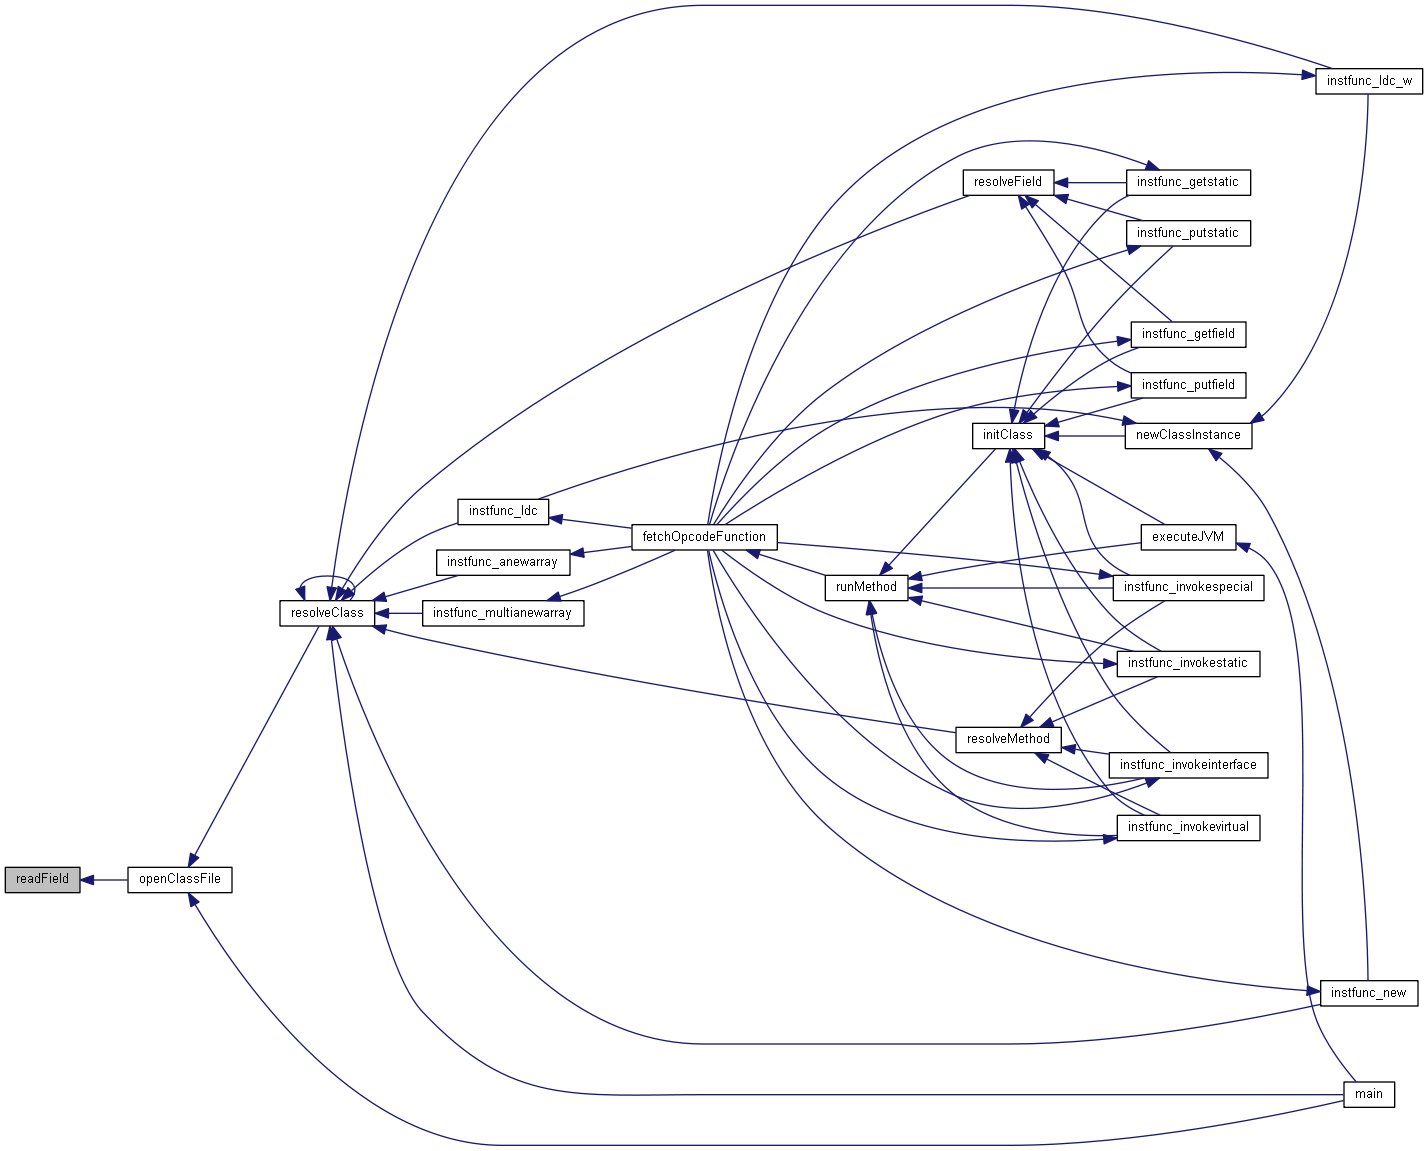 instfunc_ldc_w
resolveField
instfunc_getstatic
instfunc_putstatic
instfunc_getfield
instfunc_putfield
initClass
newClassInstance
instfunc_ldc
fetchOpcodeFunction
executeJVM
instfunc_anewarray
runMethod
instfunc_invokespecial
resolveClass
instfunc_multianewarray
instfunc_invokestatic
resolveMethod
instfunc_invokeinterface
instfunc_invokevirtual
readField
openClassFile
instfunc_new
main